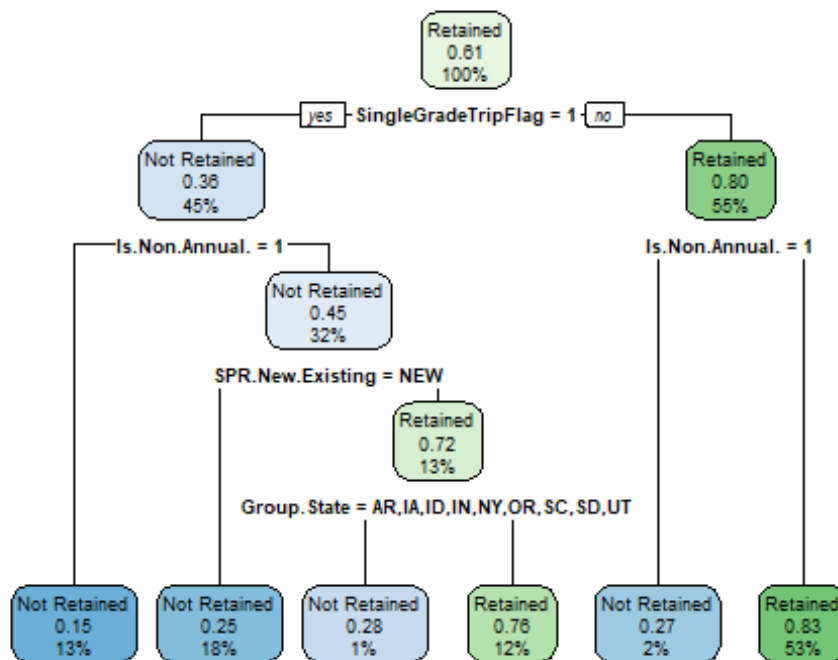 Retained
0.61
100%
yes SingleGradeTripFlag = 1 no
Not Retained
0.36
45%
Retained
0.80
55%
Is.Non.Annual. = 1
Is.Non.Annual. = 1
Not Retained
0.45
32%
SPR.New.Existing = NEW
Retained
0.72
13%
Group.State = AR,IA,ID,IN,NY,OR,SC,SD,UT
Not Retained
0.15
13%
Not Retained
0.25
18%
Not Retained
0.28
1%
Retained
0.76
12%
Not Retained
0.27
2%
Retained
0.83
53%